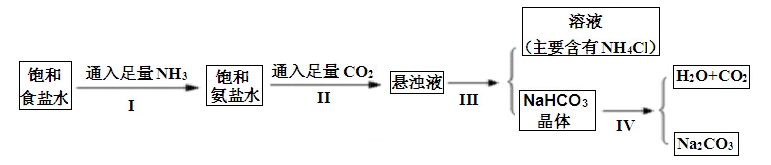 饱和
食盐水
通入足量NH₃
I
饱和
氨盐水
通入足量CO₂
II
悬浊液
III
溶液
(主要含有NH₄Cl)
NaHCO₃
晶体
IV
H₂O+CO₂
Na₂CO₃